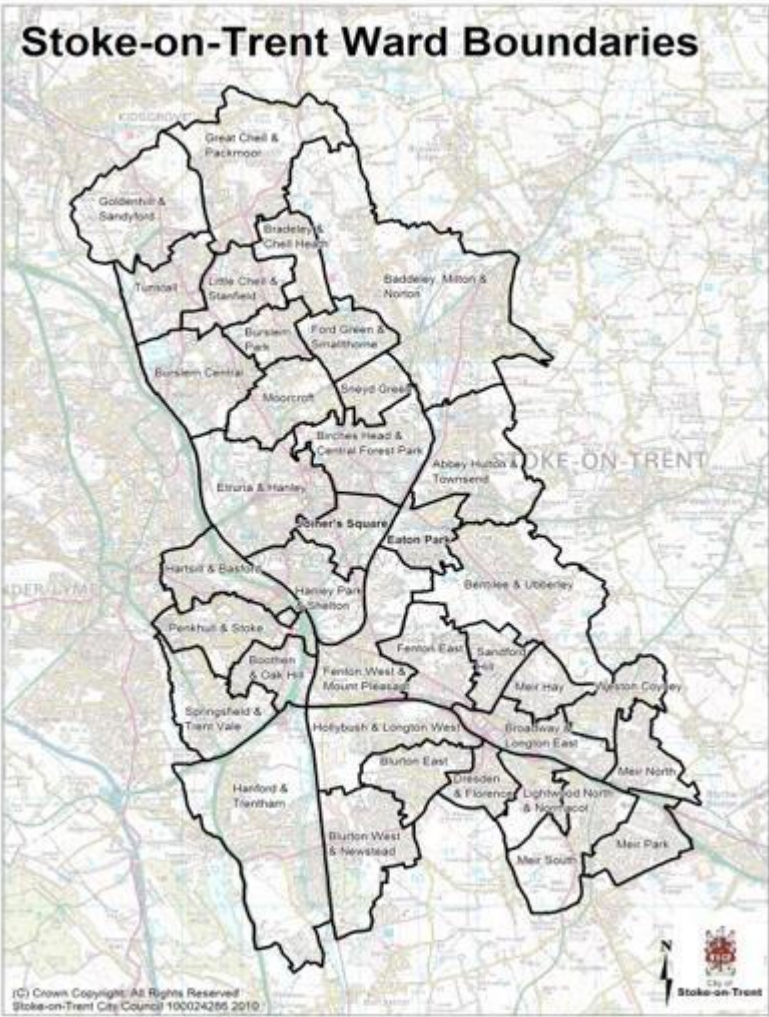 Stoke-on-Trent Ward Boundaries
KIDSGROVE
Great Chell &
Packmoor
Goldenhill &
Sandyford
Bradeley &
Chell Heath
Tunstall
Little Chell &
Stanfield
Baddeley, Milton &
Norton
Burslem
Park
Ford Green &
Smallthorne
Burslem Central
Moorcroft
Sneyd Green
Birches Head &
Central Forest Park
STOKE-ON-TRENT
Abbey Hulton &
Townsend
Etruria & Hanley
Joiner's Square
Eaton Park
Hartshill & Basford
Bentilee & Ubberley
Hanley Park
& Shelton
Penkhull & Stoke
Fenton East
Sandford
Hill
Boothen
& Oak Hill
Fenton West &
Mount Pleasant
Meir Hay
Weston Coyney
Springfield &
Trent Vale
Hollybush & Longton West
Broadway &
Longton East
Blurton East
Meir North
Dresden
& Florence
Hanford &
Trentham
Lightwood North
& Normacot
Blurton West
& Newstead
Meir Park
Meir South
N
City of
Stoke-on-Trent
(C) Crown Copyright. All Rights Reserved
Stoke-on-Trent City Council 100024286 2010